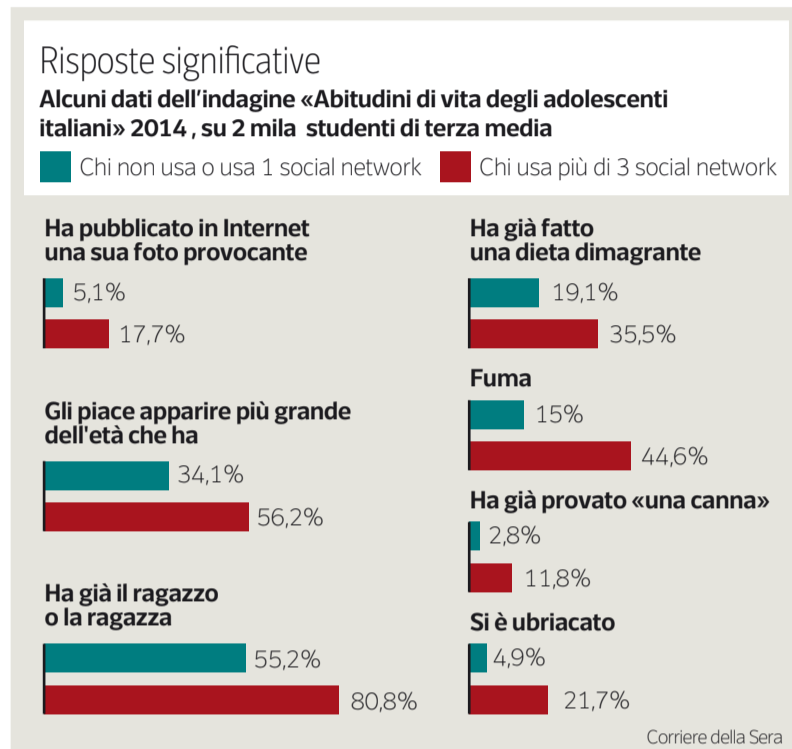 Risposte significative
Alcuni dati dell'indagine «Abitudini di vita degli adolescenti
italiani» 2014 , su 2 mila studenti di terza media
Chi non usa o usa 1 social network
Chi usa più di 3 social network
Ha pubblicato in Internet
una sua foto provocante
5,1%
17,7%
Gli piace apparire più grande
dell'età che ha
34,1%
56,2%
Ha già il ragazzo
o la ragazza
55,2%
80,8%
Ha già fatto
una dieta dimagrante
19,1%
35,5%
Fuma
15%
44,6%
Ha già provato «una canna»
2,8%
11,8%
Si è ubriacato
4,9%
21,7%
Corriere della Sera